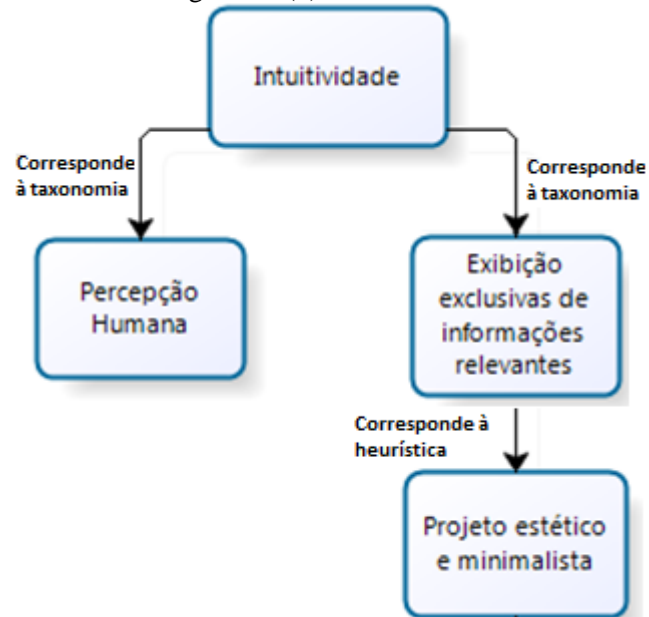 Intuitividade
Corresponde
à taxonomia
Corresponde
à taxonomia
Percepção
Humana
Exibição
exclusivas de
informações
relevantes
Corresponde à
heurística
Projeto estético
e minimalista